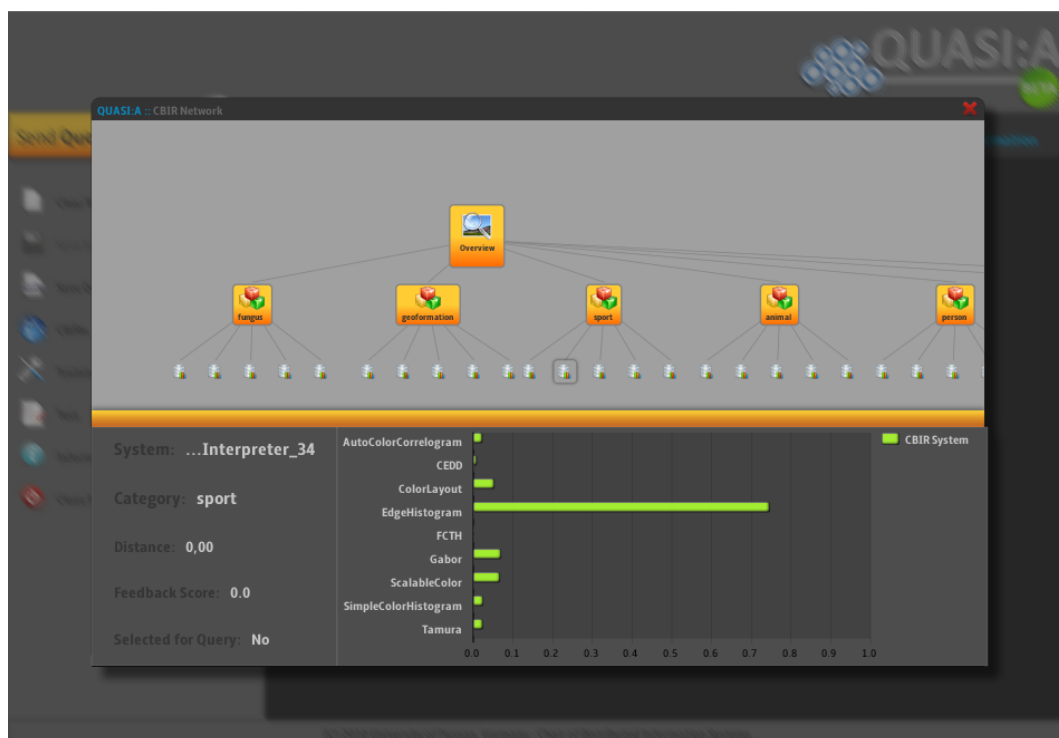 QUASI:A
BETA
Send Que
QUASI:A :: CBIR Network
Overview
fungus
geoformation
sport
animal
person
System: ...Interpreter_34
Category: sport
Distance: 0,00
Feedback Score: 0.0
Selected for Query: No
AutoColorCorrelogram
CEDD
ColorLayout
EdgeHistogram
FCTH
Gabor
ScalableColor
SimpleColorHistogram
Tamura
0.0 0.1 0.2 0.3 0.4 0.5 0.6 0.7 0.8 0.9 1.0
CBIR System